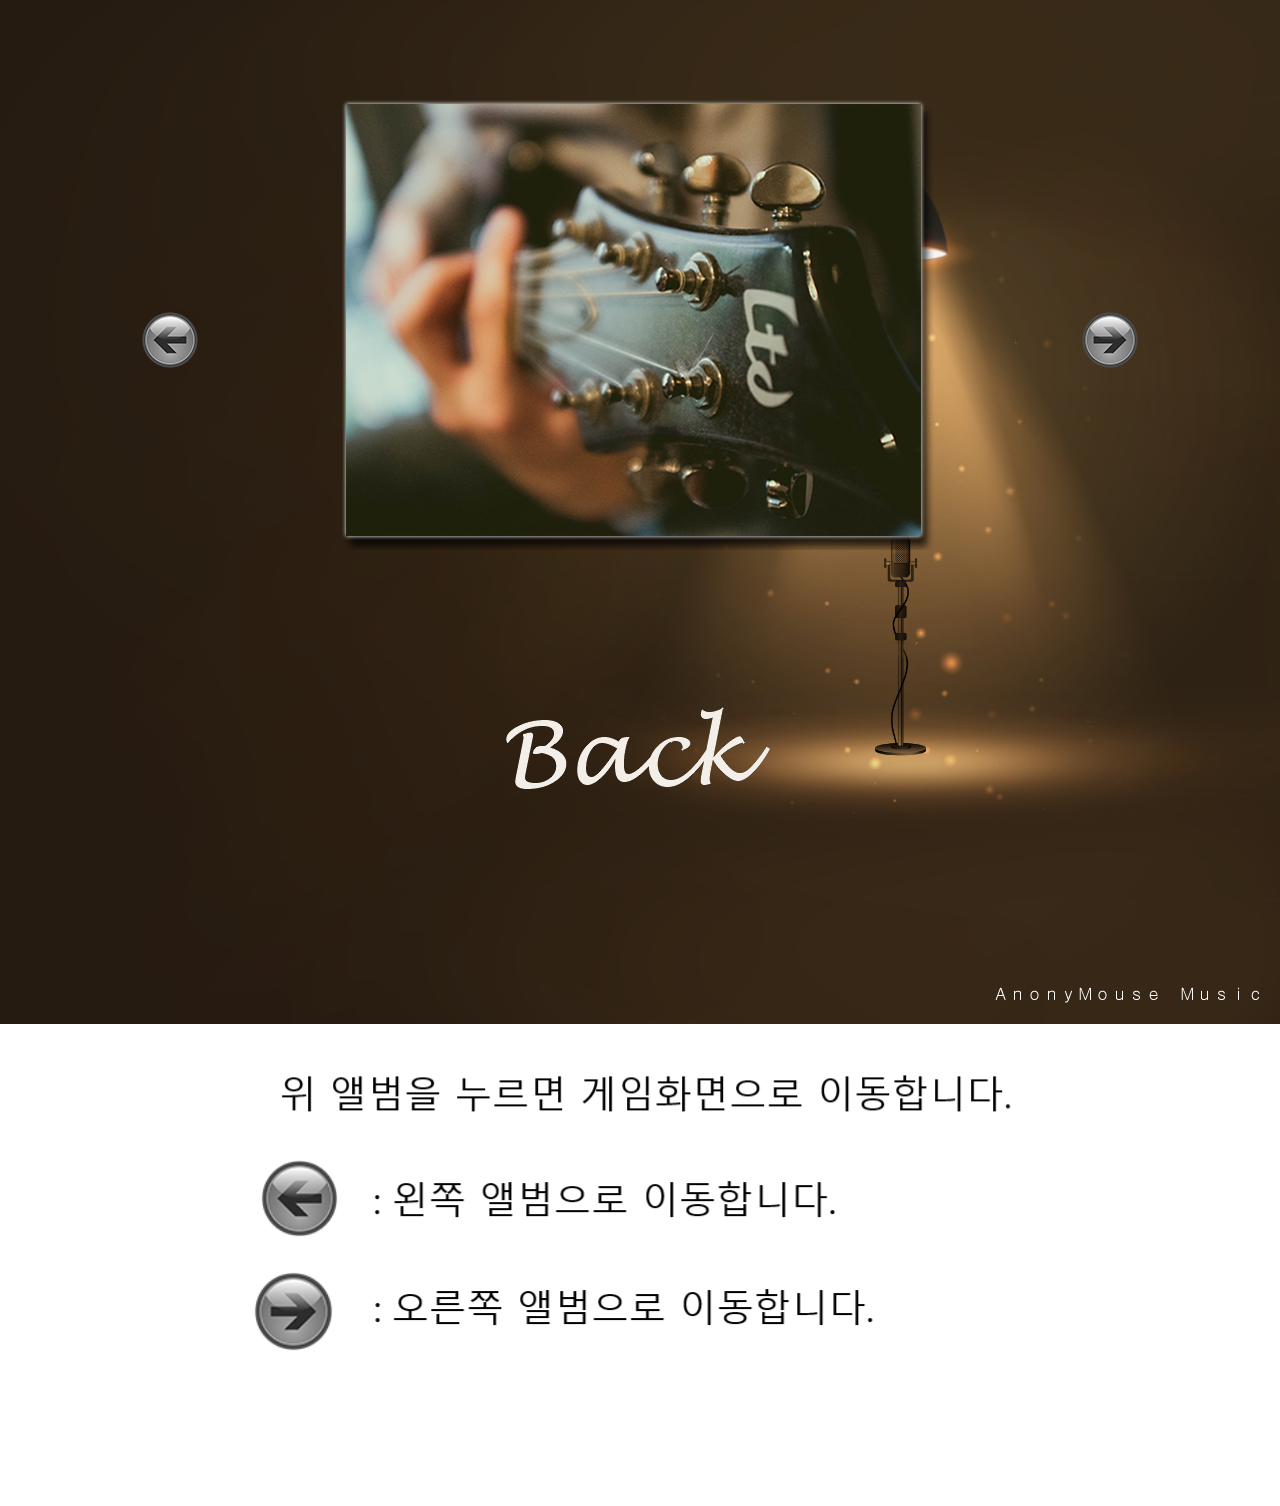 Ltd
Back
AnonyMouse Music
위 앨범을 누르면 게임화면으로 이동합니다.
: 왼쪽 앨범으로 이동합니다.
: 오른쪽 앨범으로 이동합니다.